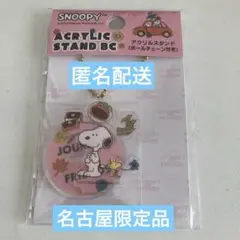 SNOOPY
ACRYLIC
STAND BC
アクリルスタンド
(ボールチェーン付き)
匿名配送
JOU
FRIE
名古屋限定品